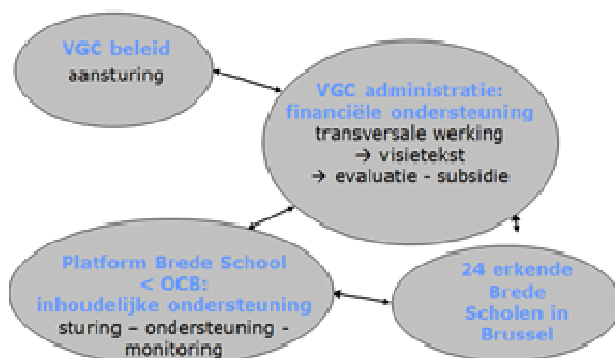 VGC beleid
aansturing
VGC administratie:
financiële ondersteuning
transversale werking
→ visietekst
→ evaluatie - subsidie
Platform Brede School
< OCB:
inhoudelijke ondersteuning
sturing – ondersteuning -
monitoring
24 erkende
Brede
Scholen in
Brussel